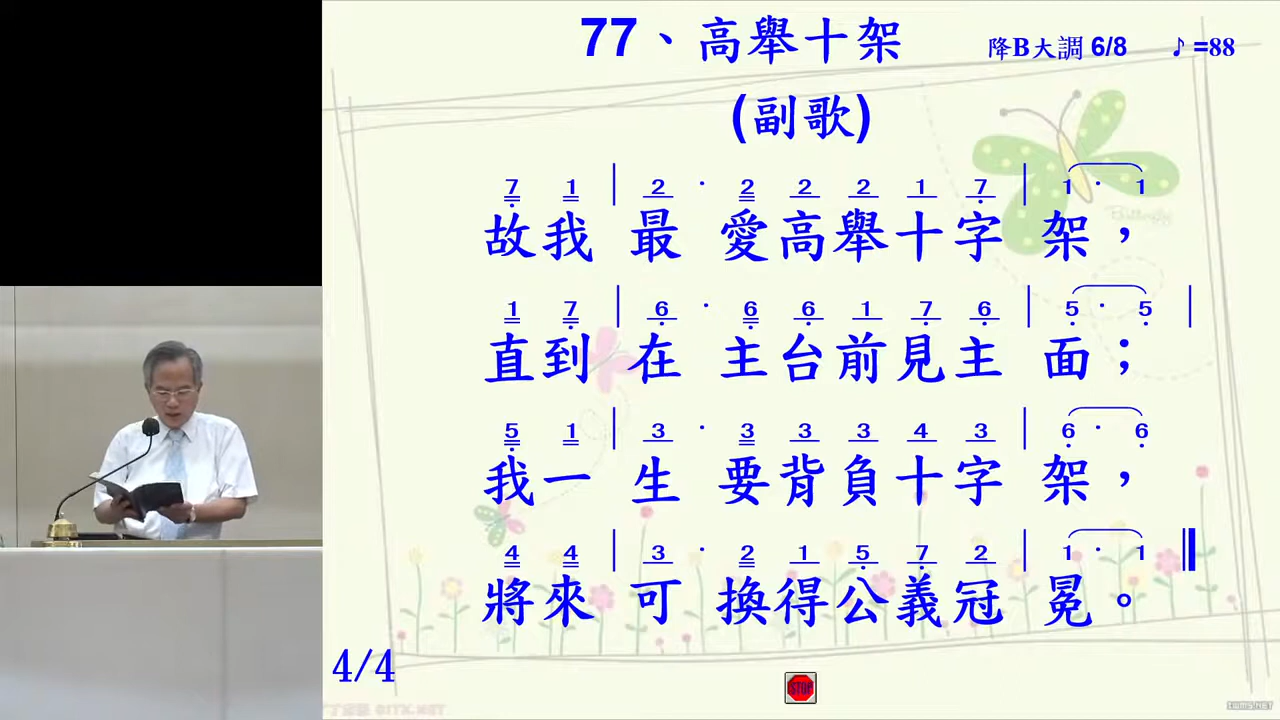 77、高舉十架
降B大調 6/8 ♪=88
(副歌)
7 1 | 2 · 2 2 2 1 7 | 1 · 1
故我 最 愛高舉十字 架，
1 7 | 6 · 6 6 1 7 6 | 5 · 5 |
直到 在 主台前見主 面；
5 1 | 3 · 3 3 3 4 3 | 6 · 6
我一 生 要背負十字 架，
4 4 | 3 · 2 1 5 7 2 | 1 · 1
將來 可 換得公義冠 冕。
4/4
STOP